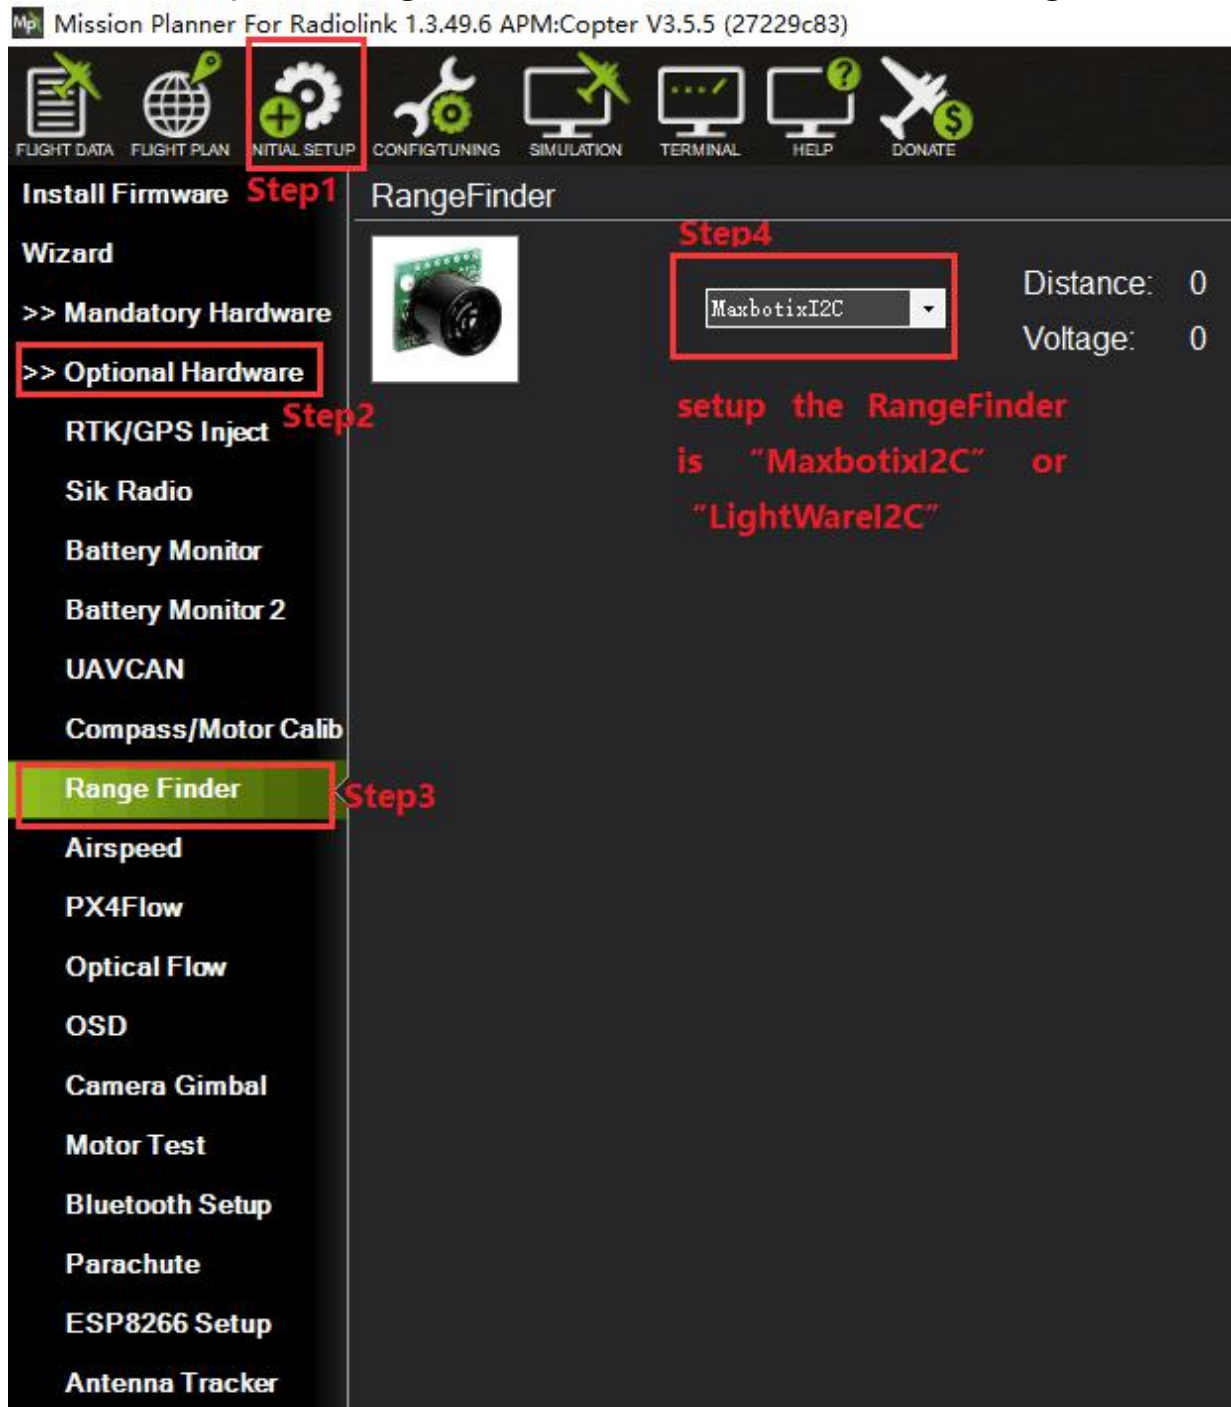 Mission Planner For Radiolink 1.3.49.6 APM:Copter V3.5.5 (27229c83)
FLIGHT DATA FLIGHT PLAN INITIAL SETUP CONFIG/TUNING SIMULATION TERMINAL HELP DONATE
Install Firmware Step1 RangeFinder
Wizard
Step4
>> Mandatory Hardware
MaxbotixI2C
Distance: 0
Voltage: 0
>> Optional Hardware
Step2
setup the RangeFinder
is "MaxbotixI2C" or
"LightWareI2C"
RTK/GPS Inject
Sik Radio
Battery Monitor
Battery Monitor 2
UAVCAN
Compass/Motor Calib
Range Finder
Step3
Airspeed
PX4Flow
Optical Flow
OSD
Camera Gimbal
Motor Test
Bluetooth Setup
Parachute
ESP8266 Setup
Antenna Tracker